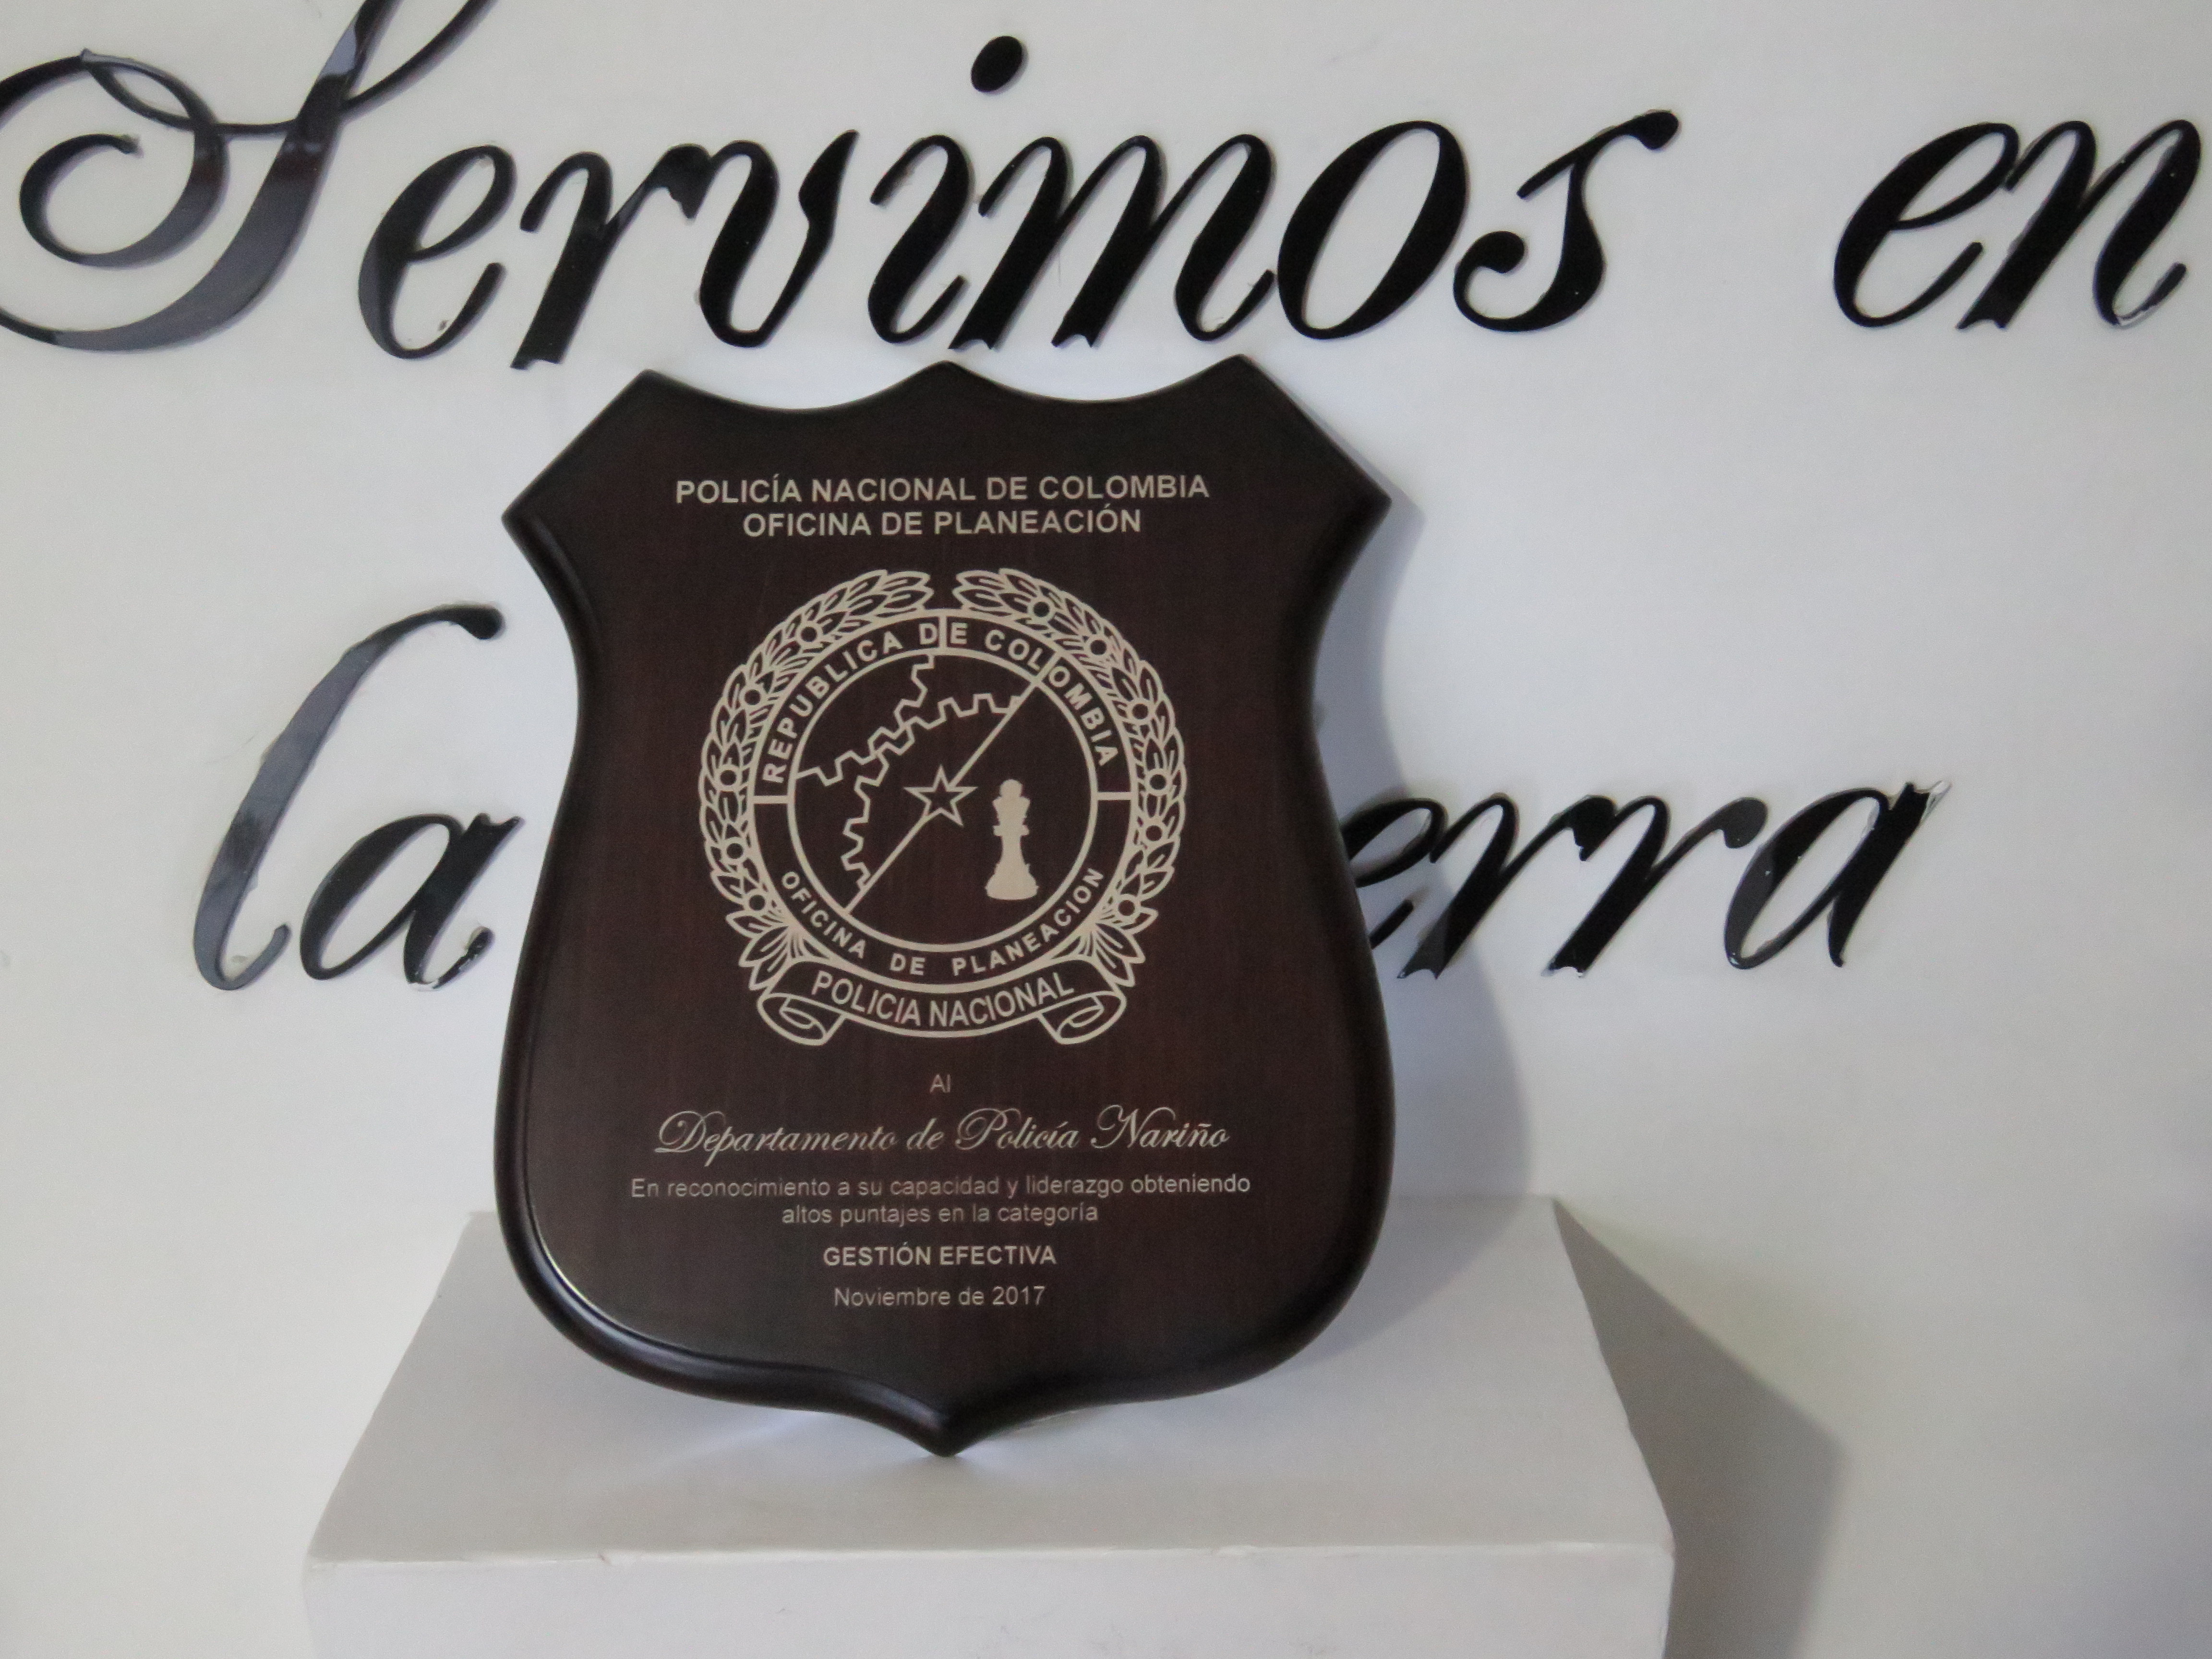 Servimos en
la erra
POLICÍA NACIONAL DE COLOMBIA
OFICINA DE PLANEACIÓN
REPUBLICA DE COLOMBIA
OFICINA DE PLANEACION
POLICIA NACIONAL
Al
Departamento de Policía Nariño
En reconocimiento a su capacidad y liderazgo obteniendo
altos puntajes en la categoría
GESTIÓN EFECTIVA
Noviembre de 2017